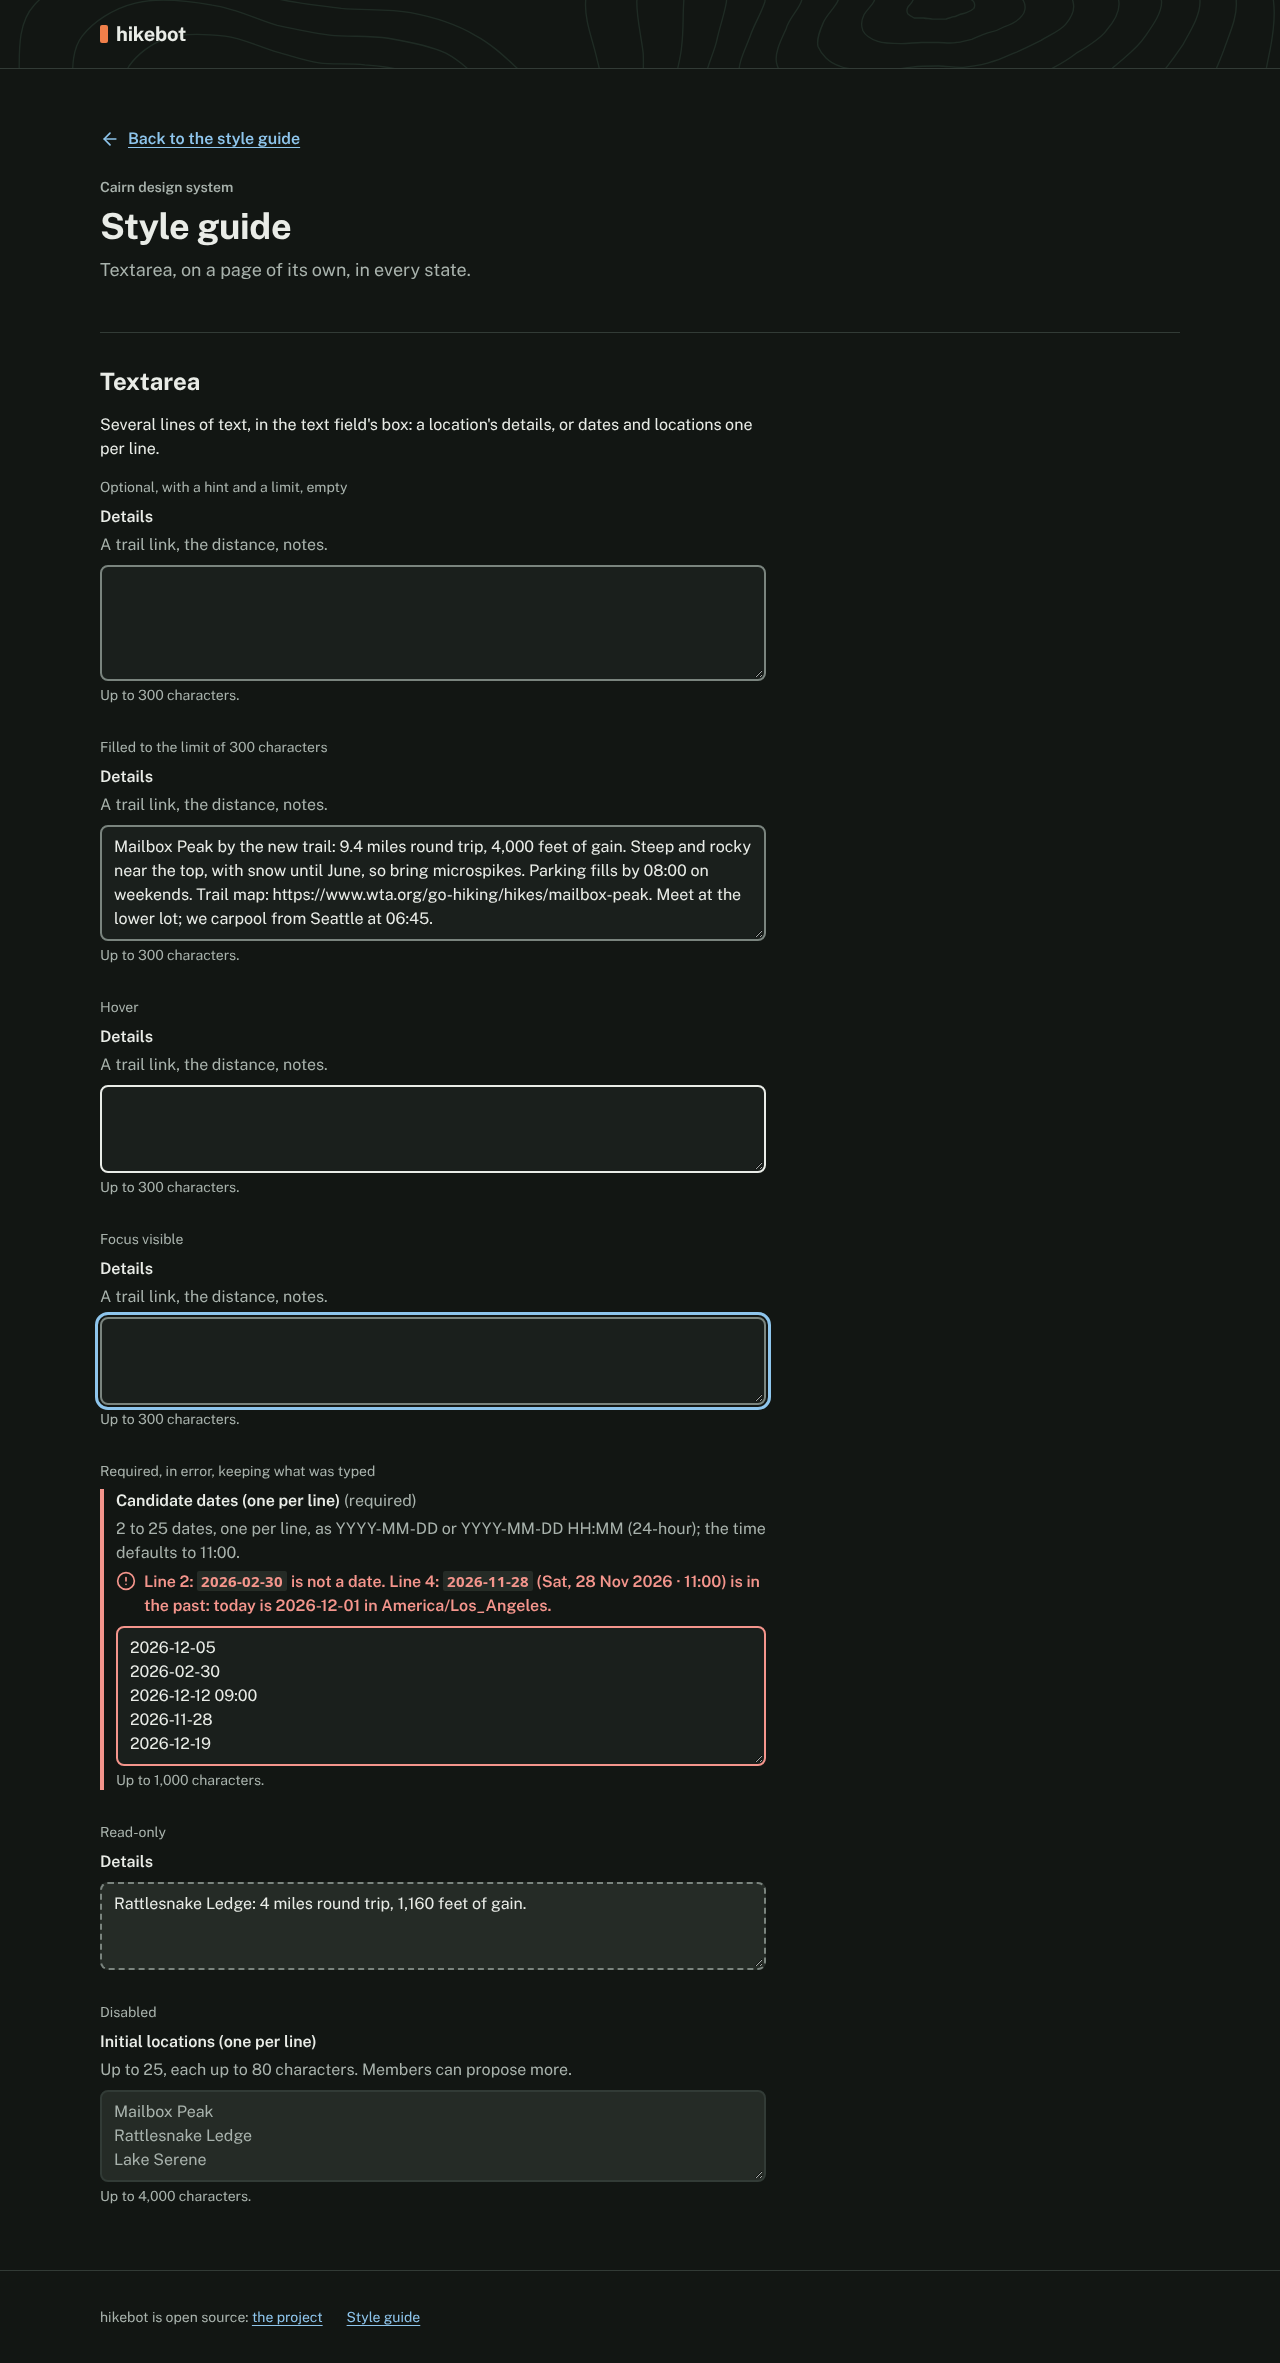 hikebot
Back to the style guide
Cairn design system
Style guide
Textarea, on a page of its own, in every state.
Textarea
Several lines of text, in the text field's box: a location's details, or dates and locations one
per line.
Optional, with a hint and a limit, empty
Details
A trail link, the distance, notes.
Up to 300 characters.
Filled to the limit of 300 characters
Details
A trail link, the distance, notes.
Mailbox Peak by the new trail: 9.4 miles round trip, 4,000 feet of gain. Steep and rocky
near the top, with snow until June, so bring microspikes. Parking fills by 08:00 on
weekends. Trail map: https://www.wta.org/go-hiking/hikes/mailbox-peak. Meet at the
lower lot; we carpool from Seattle at 06:45.
Up to 300 characters.
Hover
Details
A trail link, the distance, notes.
Up to 300 characters.
Focus visible
Details
A trail link, the distance, notes.
Up to 300 characters.
Required, in error, keeping what was typed
Candidate dates (one per line) (required)
2 to 25 dates, one per line, as YYYY-MM-DD or YYYY-MM-DD HH:MM (24-hour); the time
defaults to 11:00.
Line 2: 2026-02-30 is not a date. Line 4: 2026-11-28 (Sat, 28 Nov 2026 · 11:00) is in
the past: today is 2026-12-01 in America/Los_Angeles.
2026-12-05
2026-02-30
2026-12-12 09:00
2026-11-28
2026-12-19
Up to 1,000 characters.
Read-only
Details
Rattlesnake Ledge: 4 miles round trip, 1,160 feet of gain.
Disabled
Initial locations (one per line)
Up to 25, each up to 80 characters. Members can propose more.
Mailbox Peak
Rattlesnake Ledge
Lake Serene
Up to 4,000 characters.
hikebot is open source: the project Style guide